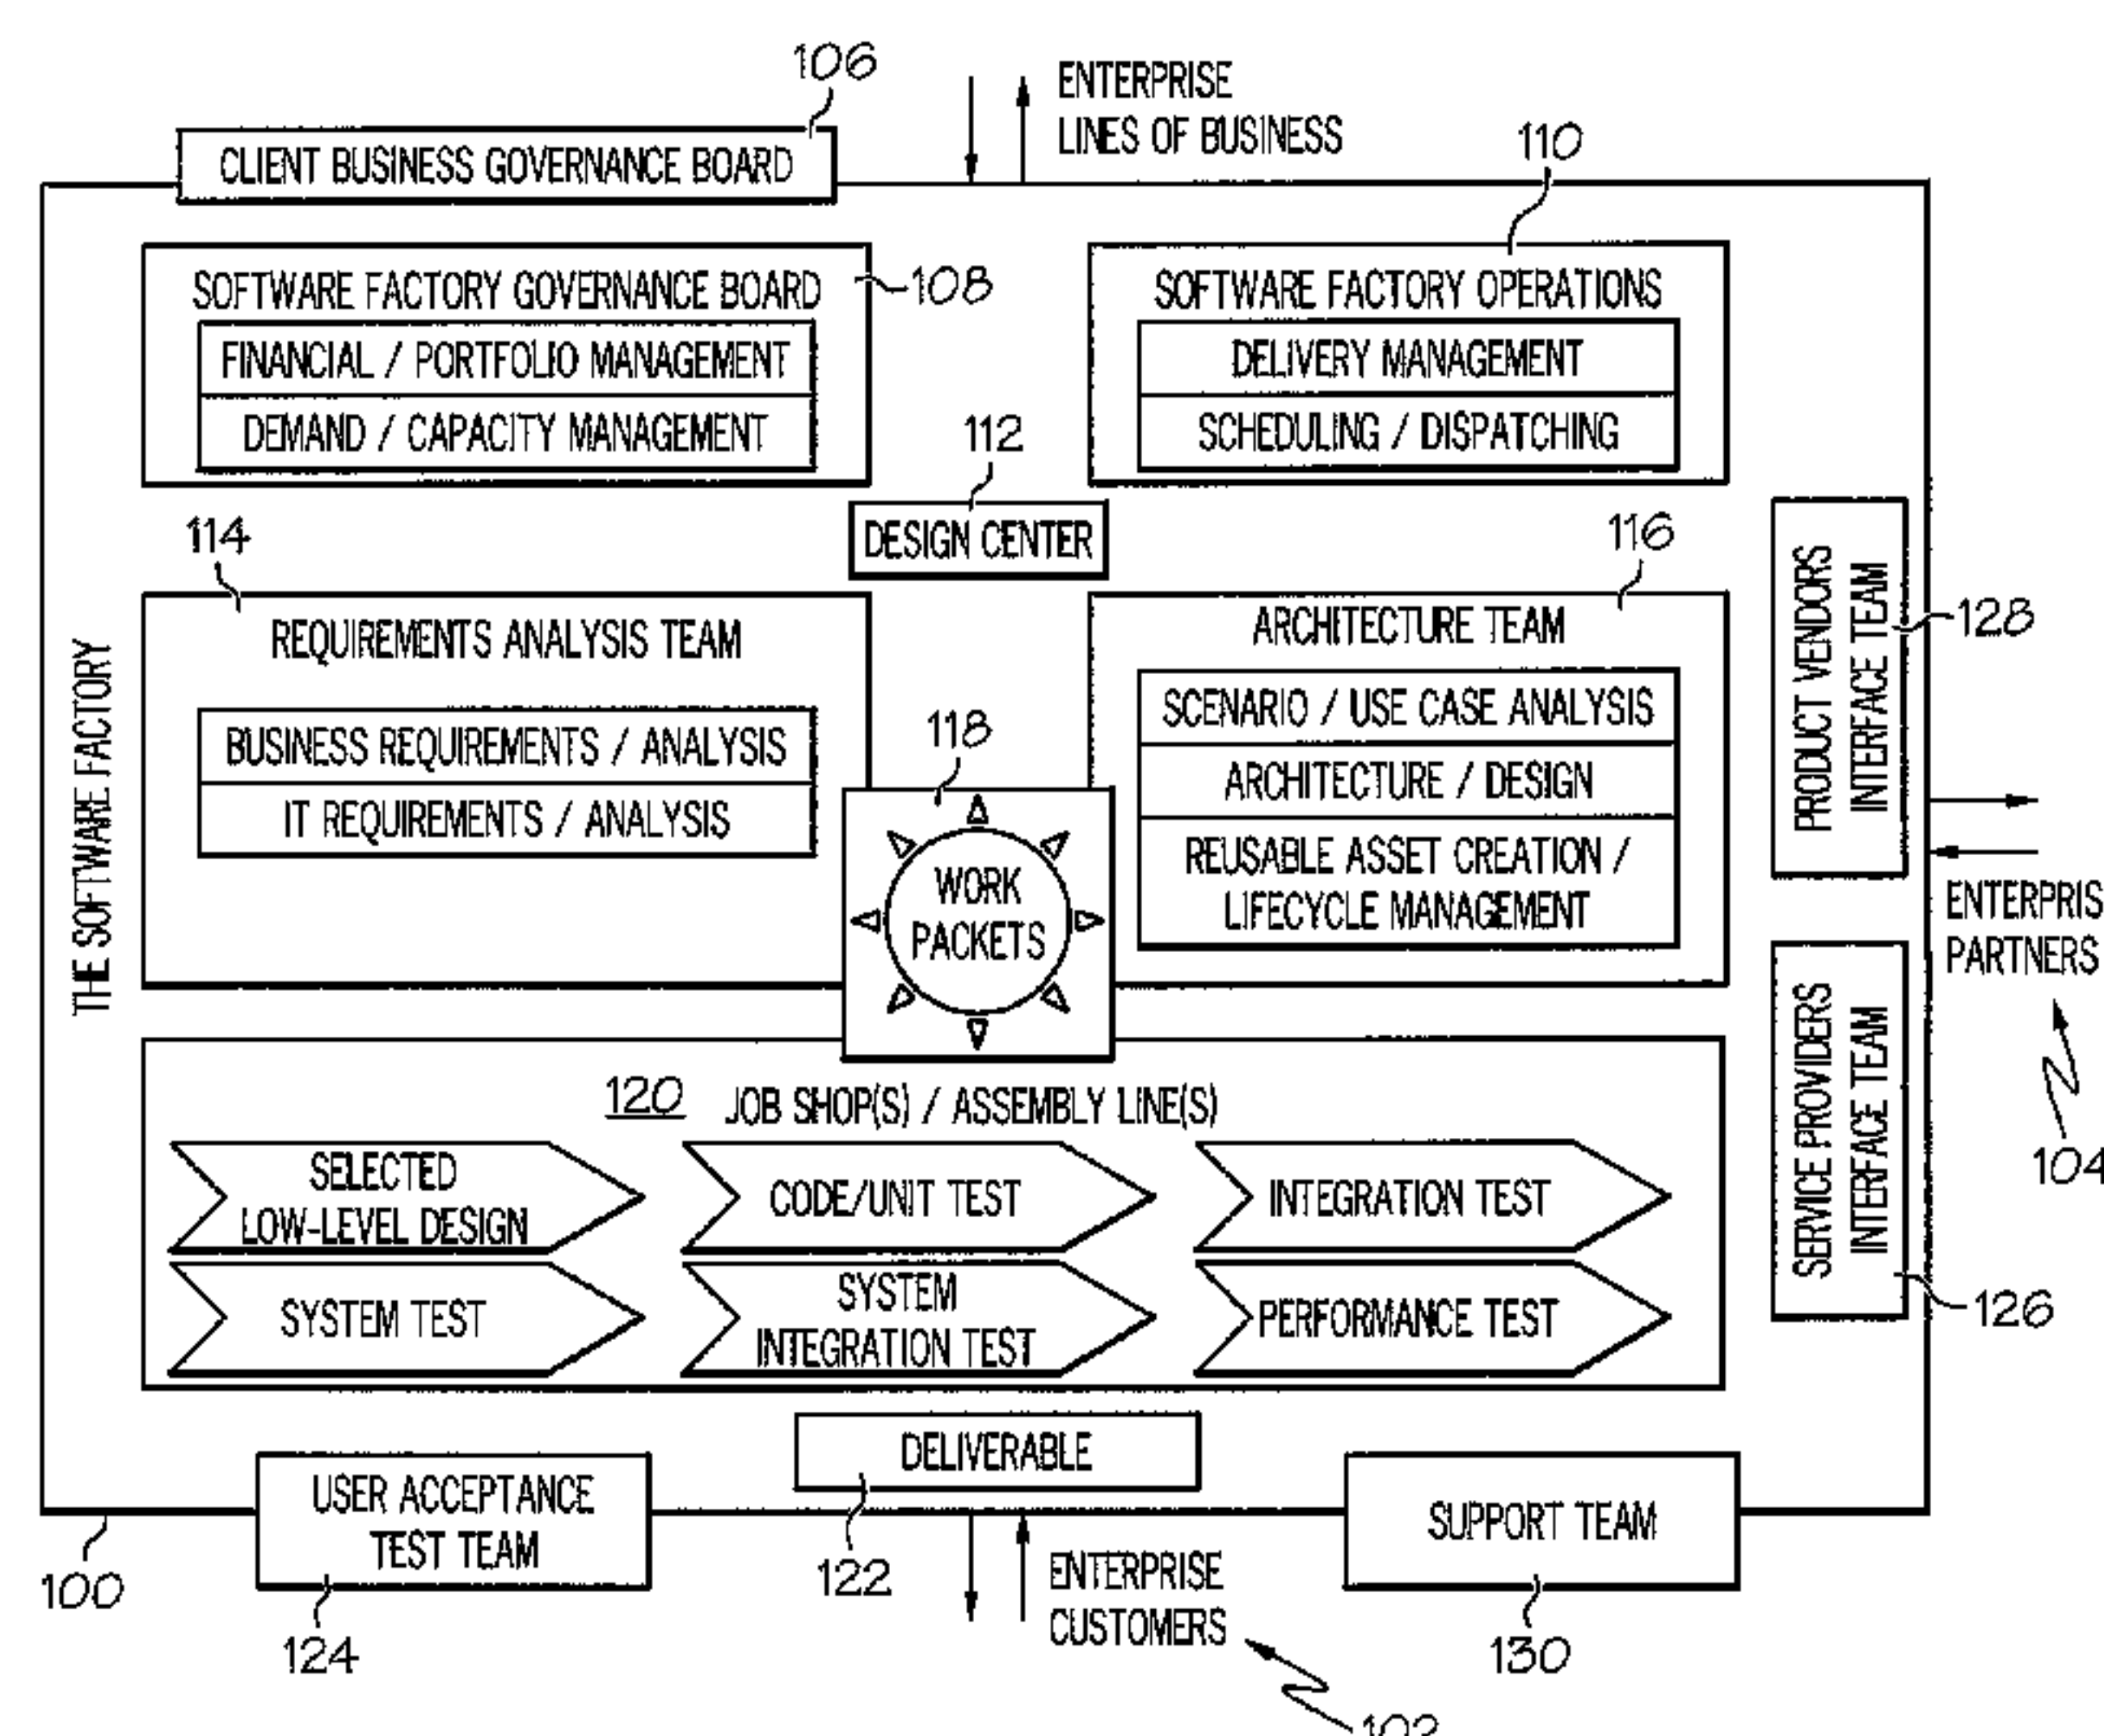 106
ENTERPRISE
LINES OF BUSINESS
CLIENT BUSINESS GOVERNANCE BOARD
110
SOFTWARE FACTORY GOVERNANCE BOARD
108
FINANCIAL / PORTFOLIO MANAGEMENT
DEMAND / CAPACITY MANAGEMENT
SOFTWARE FACTORY OPERATIONS
DELIVERY MANAGEMENT
SCHEDULING / DISPATCHING
112
DESIGN CENTER
114
116
THE SOFTWARE FACTORY
REQUIREMENTS ANALYSIS TEAM
BUSINESS REQUIREMENTS / ANALYSIS
IT REQUIREMENTS / ANALYSIS
118
WORK
PACKETS
ARCHITECTURE TEAM
SCENARIO / USE CASE ANALYSIS
ARCHITECTURE / DESIGN
REUSABLE ASSET CREATION /
LIFECYCLE MANAGEMENT
PRODUCT VENDORS
INTERFACE TEAM
128
ENTERPRIS
PARTNERS
104
SERVICE PROVIDERS
INTERFACE TEAM
126
120
JOB SHOP(S) / ASSEMBLY LINE(S)
SELECTED
LOW-LEVEL DESIGN
CODE/UNIT TEST
INTEGRATION TEST
SYSTEM TEST
SYSTEM
INTEGRATION TEST
PERFORMANCE TEST
DELIVERABLE
122
USER ACCEPTANCE
TEST TEAM
SUPPORT TEAM
100
124
ENTERPRISE
CUSTOMERS
130
102